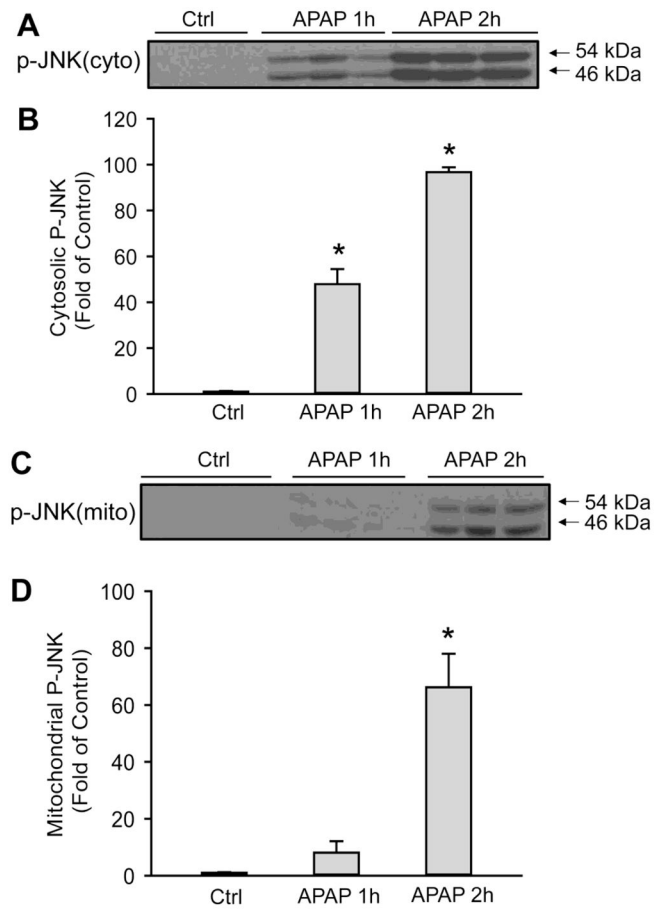 A
Ctrl APAP 1h APAP 2h
p-JNK(cyto)
← 54 kDa
← 46 kDa
B
Cytosolic P-JNK
(Fold of Control)
120
100
80
60
40
20
0
*
*
Ctrl APAP 1h APAP 2h
C
Ctrl APAP 1h APAP 2h
p-JNK(mito)
← 54 kDa
← 46 kDa
D
Mitochondrial P-JNK
(Fold of Control)
100
80
60
40
20
0
*
Ctrl APAP 1h APAP 2h